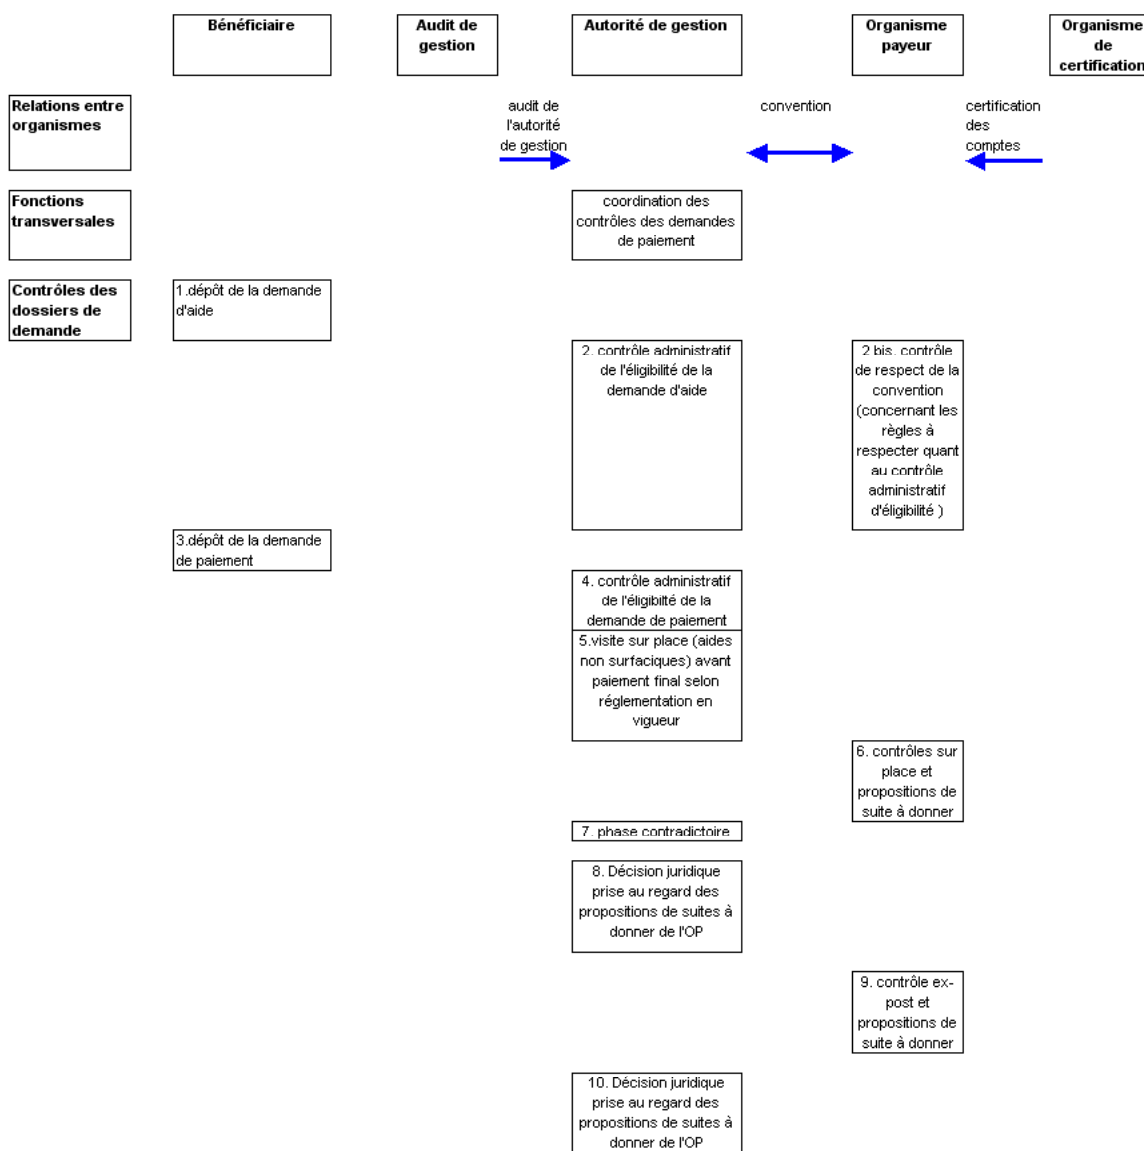 Bénéficiaire
Audit de
gestion
Autorité de gestion
Organisme
payeur
Organisme
de
certification
Relations entre
organismes
audit de
l'autorité
de gestion
convention
certification
des
comptes
Fonctions
transversales
coordination des
contrôles des demandes
de paiement
Contrôles des
dossiers de
demande
1.dépôt de la demande
d'aide
2. contrôle administratif
de l'éligibilité de la
demande d'aide
2 bis. contrôle
de respect de la
convention
(concernant les
règles à
respecter quant
au contrôle
administratif
d'éligibilité )
3.dépôt de la demande
de paiement
4. contrôle administratif
de l'éligibilté de la
demande de paiement
5.visite sur place (aides
non surfaciques) avant
paiement final selon
réglementation en
vigueur
6. contrôles sur
place et
propositions de
suite à donner
7. phase contradictoire
8. Décision juridique
prise au regard des
propositions de suites à
donner de l'OP
9. contrôle ex-
post et
propositions de
suite à donner
10. Décision juridique
prise au regard des
propositions de suites à
donner de l'OP